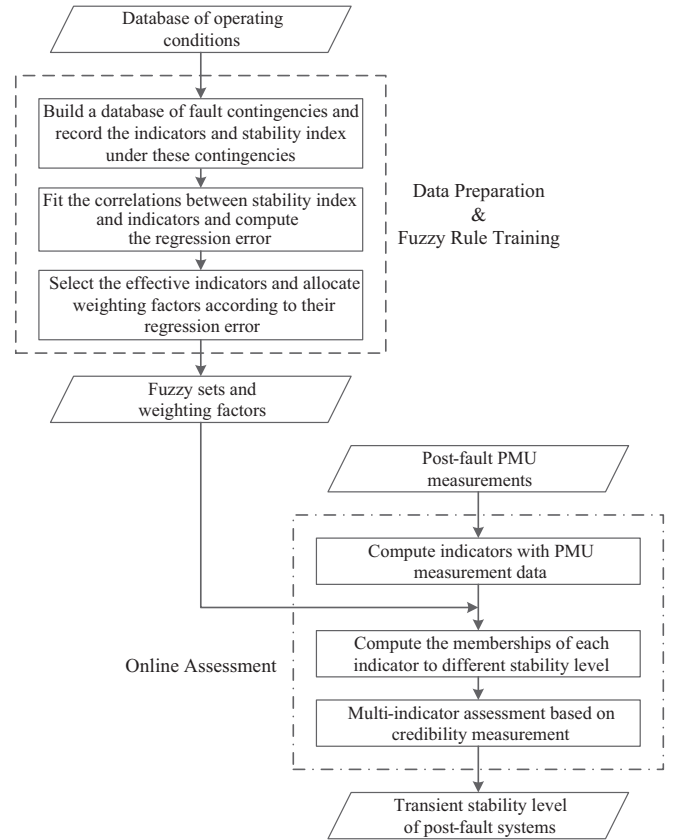 Database of operating
conditions
Build a database of fault contingencies and
record the indicators and stability index
under these contingencies
Fit the correlations between stability index
and indicators and compute
the regression error
Select the effective indicators and allocate
weighting factors according to their
regression error
Data Preparation
&
Fuzzy Rule Training
Fuzzy sets and
weighting factors
Post-fault PMU
measurements
Compute indicators with PMU
measurement data
Compute the memberships of each
indicator to different stability level
Multi-indicator assessment based on
credibility measurement
Online Assessment
Transient stability level
of post-fault systems